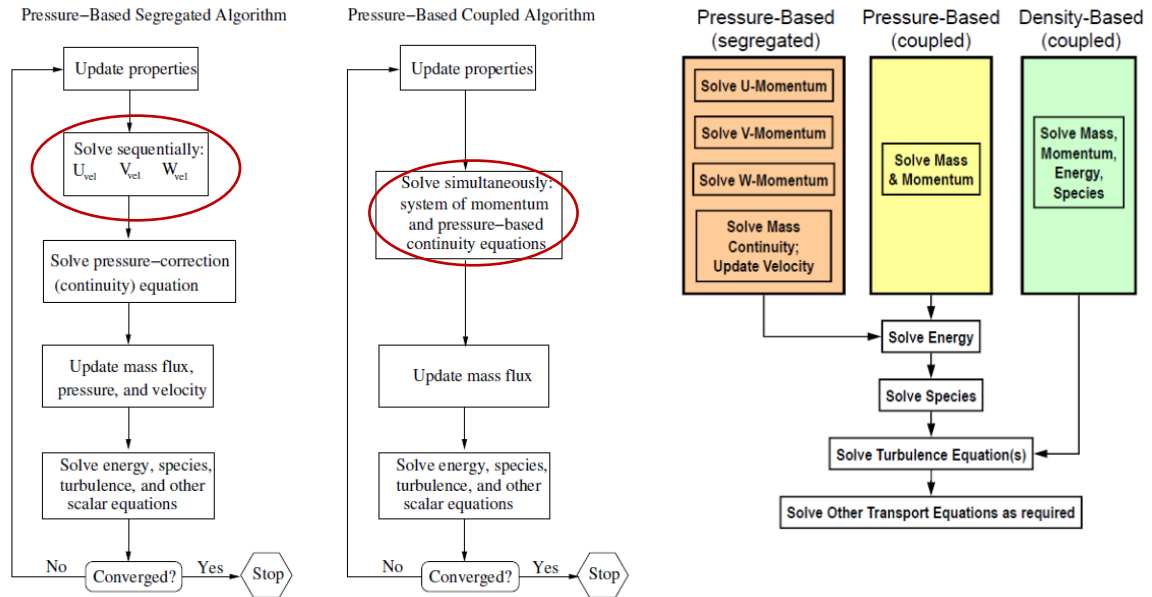 Pressure−Based Segregated Algorithm
Update properties
Solve sequentially:
Uvel Vvel Wvel
Solve pressure−correction
(continuity) equation
Update mass flux,
pressure, and velocity
Solve energy, species,
turbulence, and other
scalar equations
No
Converged?
Yes
Stop
Pressure−Based Coupled Algorithm
Update properties
Solve simultaneously:
system of momentum
and pressure−based
continuity equations
Update mass flux
Solve energy, species,
turbulence, and other
scalar equations
No
Converged?
Yes
Stop
Pressure-Based
(segregated)
Solve U-Momentum
Solve V-Momentum
Solve W-Momentum
Solve Mass
Continuity;
Update Velocity
Pressure-Based
(coupled)
Solve Mass
& Momentum
Density-Based
(coupled)
Solve Mass,
Momentum,
Energy,
Species
Solve Energy
Solve Species
Solve Turbulence Equation(s)
Solve Other Transport Equations as required